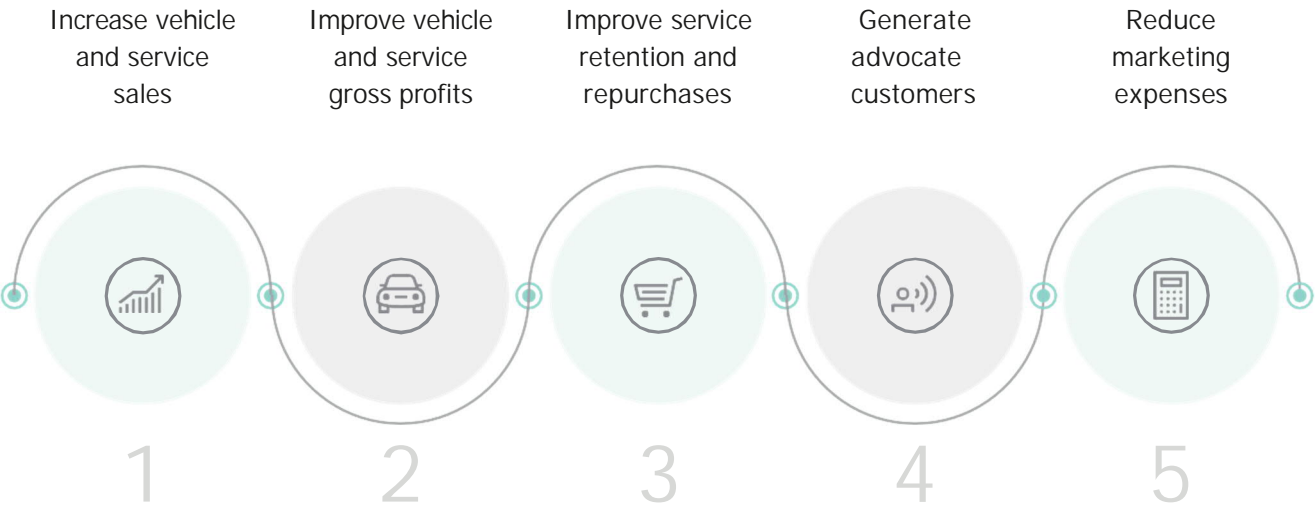 Increase vehicle
and service
sales
Improve vehicle
and service
gross profits
Improve service
retention and
repurchases
Generate
advocate
customers
Reduce
marketing
expenses
1
2
3
4
5